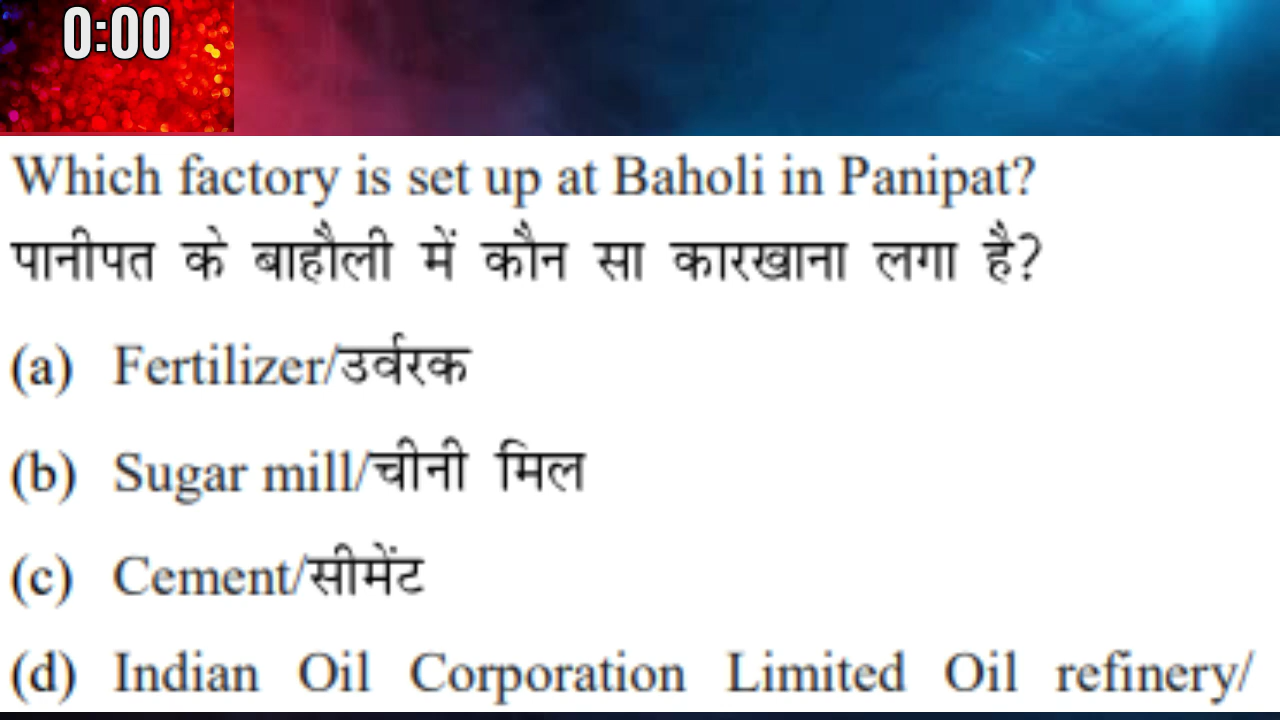 0:00
Which factory is set up at Baholi in Panipat?
पानीपत के बाहौली में कौन सा कारखाना लगा है?
(a) Fertilizer/उर्वरक
(b) Sugar mill/चीनी मिल
(c) Cement/सीमेंट
(d) Indian Oil Corporation Limited Oil refinery/